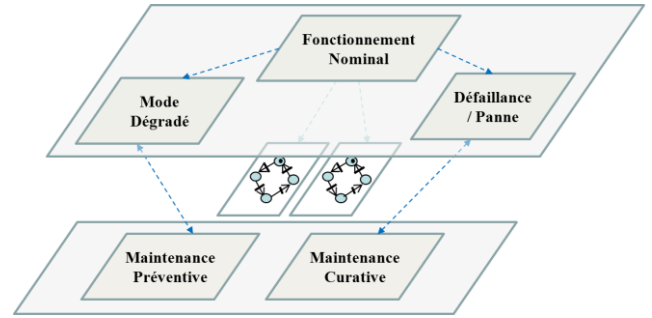 Fonctionnement
Nominal
Mode
Dégradé
Défaillance
/ Panne
Maintenance
Préventive
Maintenance
Curative